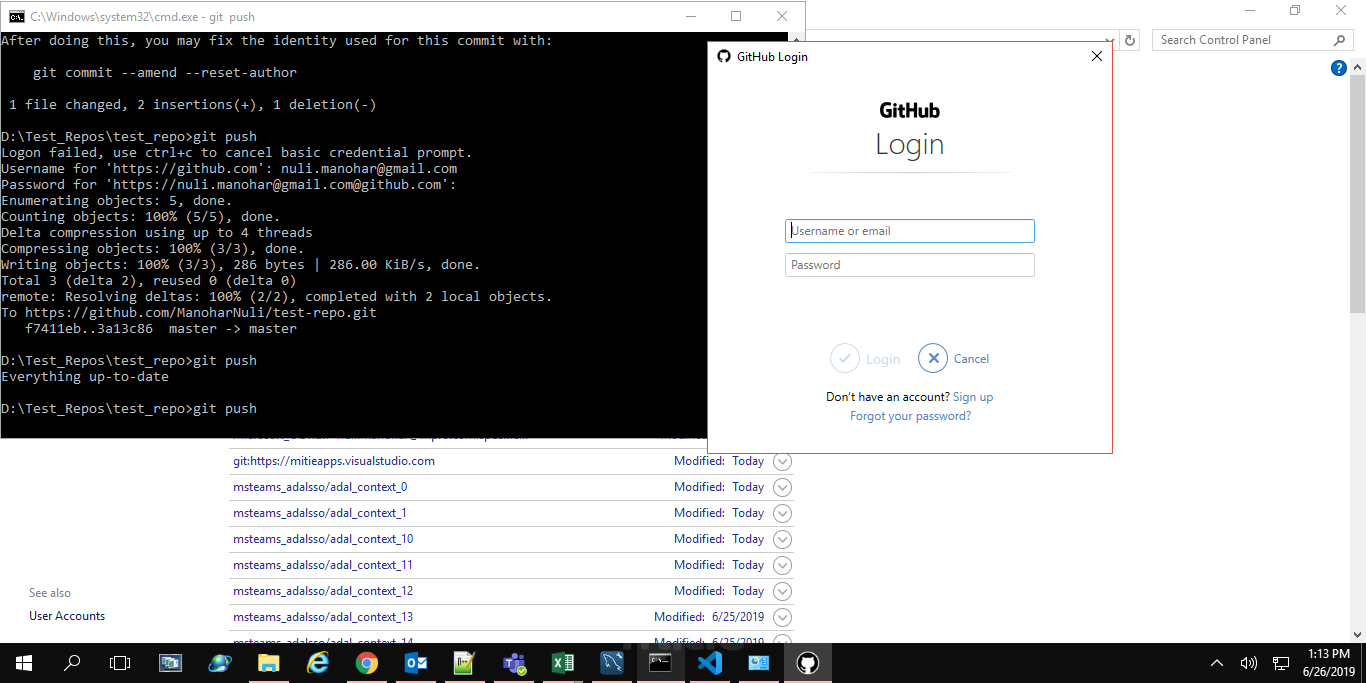 C:\Windows\system32\cmd.exe - git  push
After doing this, you may fix the identity used for this commit with:
git commit --amend --reset-author
1 file changed, 2 insertions(+), 1 deletion(-)
D:\Test_Repos\test_repo>git push
Logon failed, use ctrl+c to cancel basic credential prompt.
Username for 'https://github.com': nuli.manohar@gmail.com
Password for 'https://nuli.manohar@gmail.com@github.com':
Enumerating objects: 5, done.
Counting objects: 100% (5/5), done.
Delta compression using up to 4 threads
Compressing objects: 100% (3/3), done.
Writing objects: 100% (3/3), 286 bytes | 286.00 KiB/s, done.
Total 3 (delta 2), reused 0 (delta 0)
remote: Resolving deltas: 100% (2/2), completed with 2 local objects.
To https://github.com/ManoharNuli/test-repo.git
f7411eb..3a13c86  master -> master
D:\Test_Repos\test_repo>git push
Everything up-to-date
D:\Test_Repos\test_repo>git push
Search Control Panel
GitHub Login
GitHub
Login
Username or email
Password
Login Cancel
Don't have an account? Sign up
Forgot your password?
git:https://mitieapps.visualstudio.com Modified: Today
msteams_adalsso/adal_context_0 Modified: Today
msteams_adalsso/adal_context_1 Modified: Today
msteams_adalsso/adal_context_10 Modified: Today
msteams_adalsso/adal_context_11 Modified: Today
msteams_adalsso/adal_context_12 Modified: Today
msteams_adalsso/adal_context_13 Modified: 6/25/2019
msteams_adalsso/adal_context_14 Modified: 6/25/2019
See also
User Accounts
1:13 PM
6/26/2019